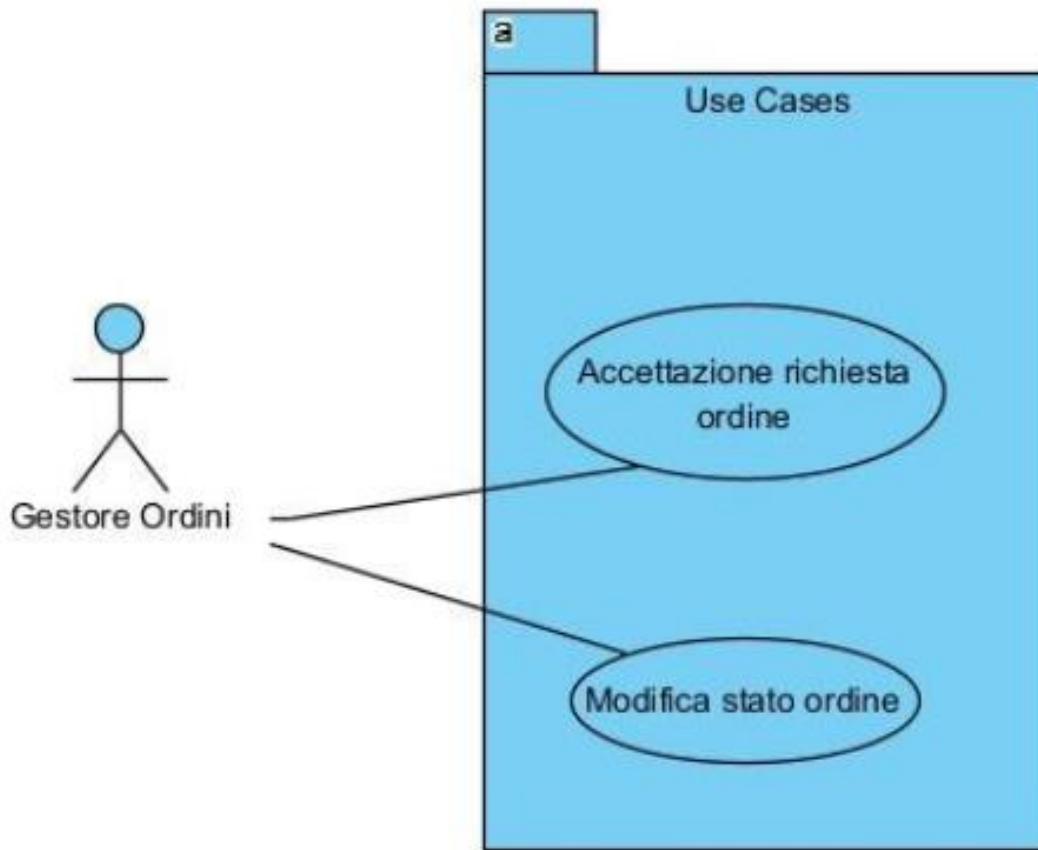 a
Use Cases
Accettazione richiesta
ordine
Gestore Ordini
Modifica stato ordine